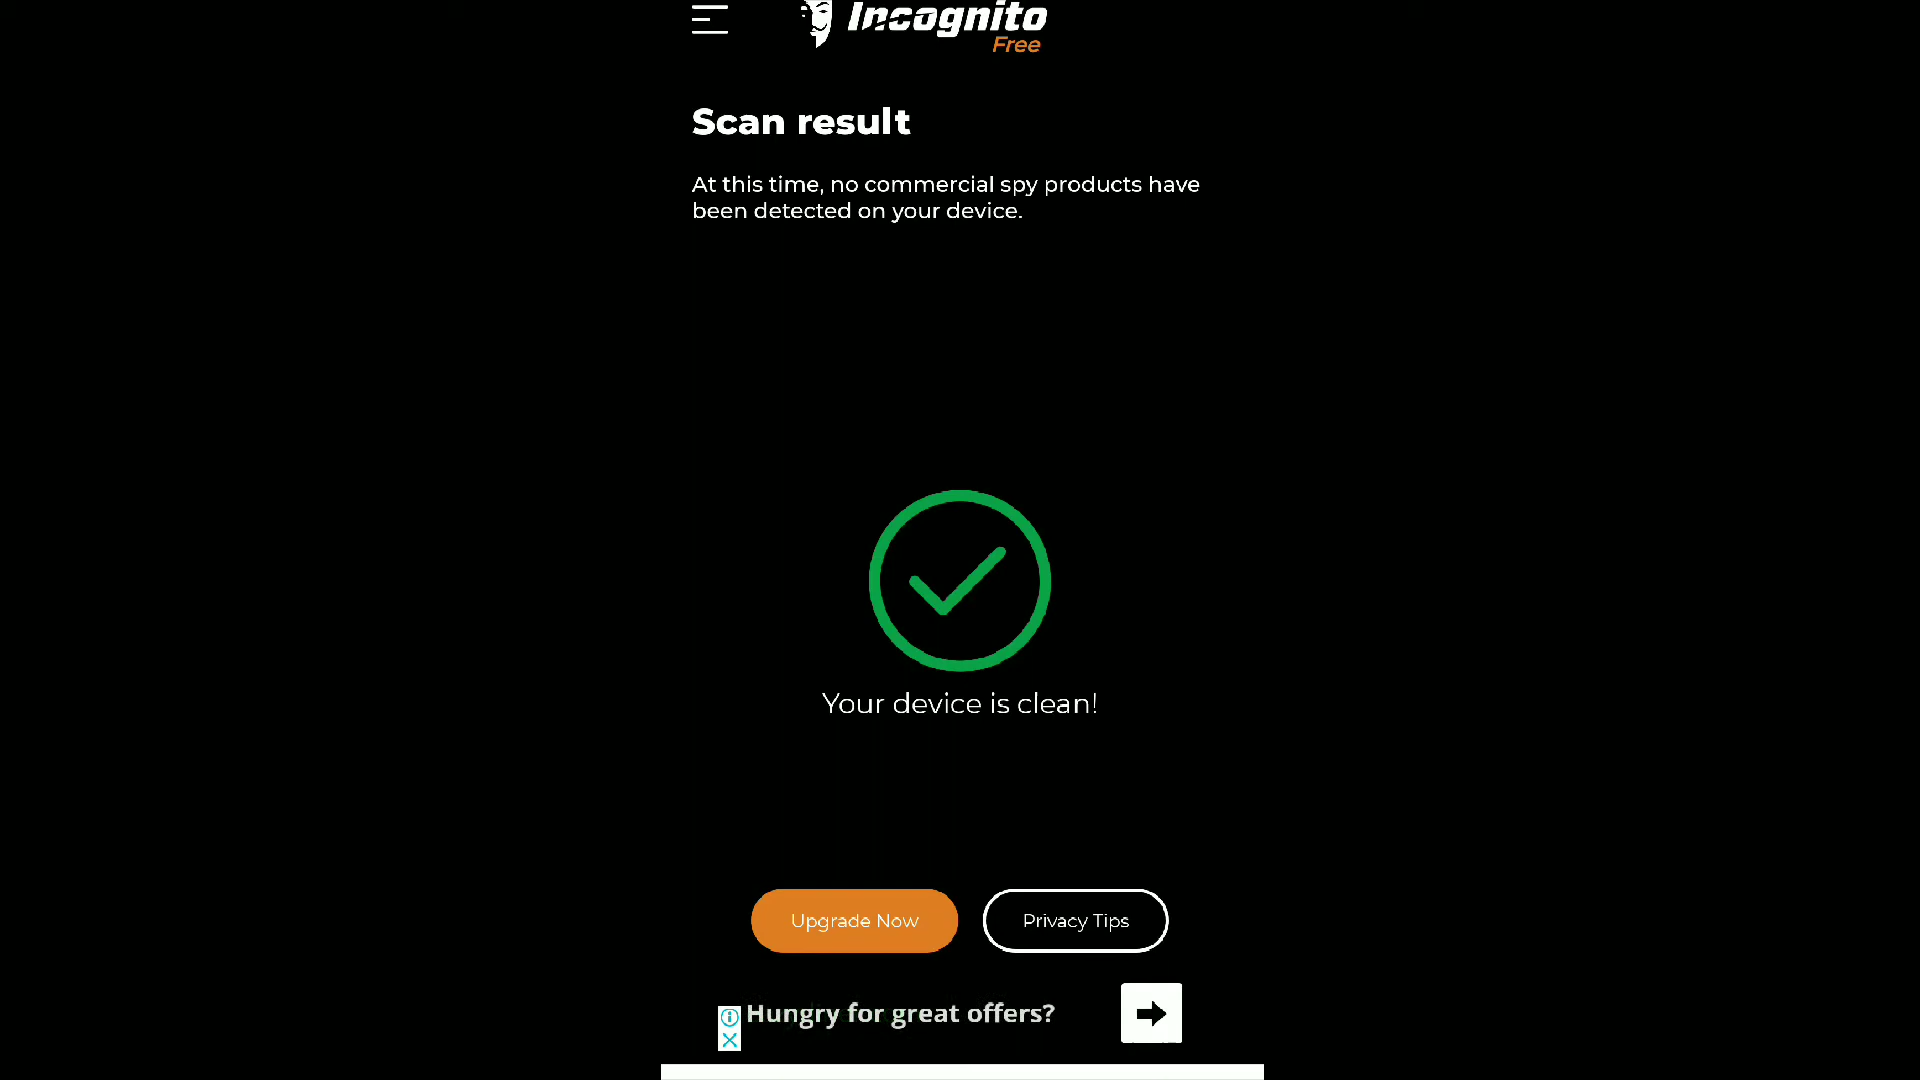 Incognito
Free
Scan result
At this time, no commercial spy products have
been detected on your device.
Your device is clean!
Upgrade Now
Privacy Tips
Hungry for great offers?